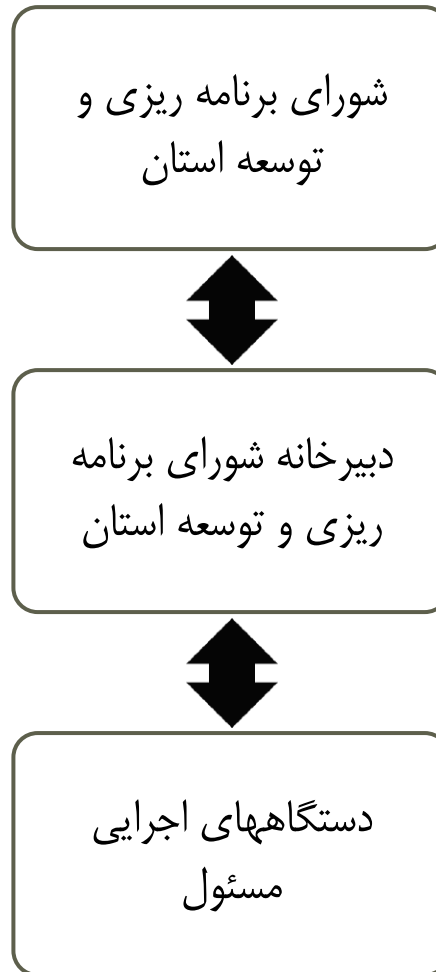 شورای برنامه ریزی و
توسعه استان
دبیرخانه شورای برنامه
ریزی و توسعه استان
دستگاههای اجرایی
مسئول